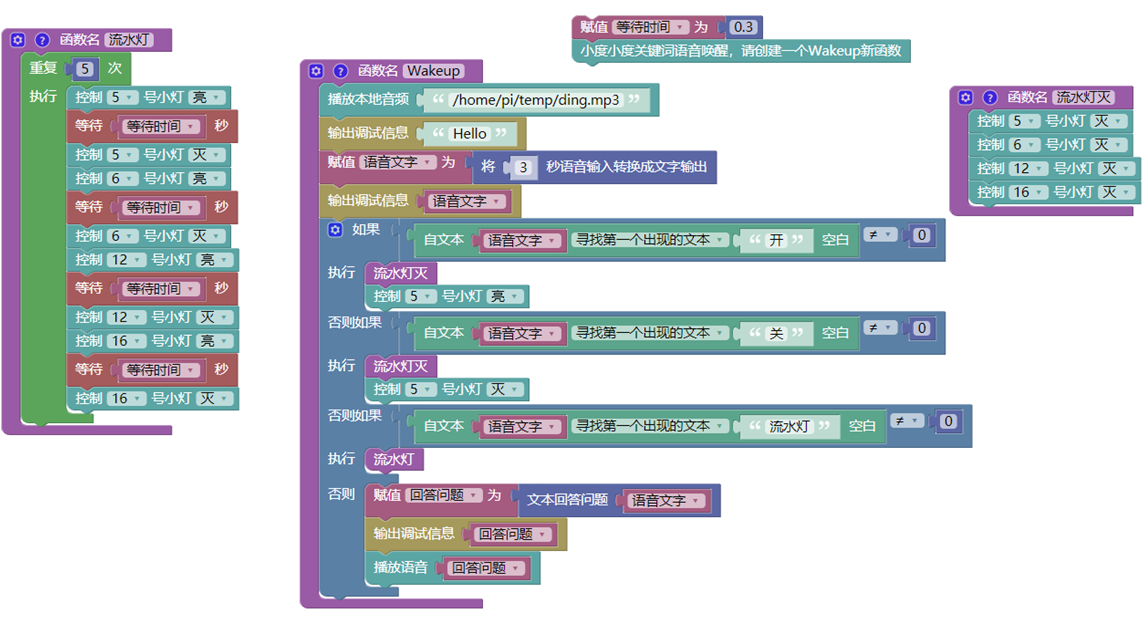 函数名 流水灯
重复 5 次
执行 控制 5 号小灯 亮
等待 等待时间 秒
控制 5 号小灯 灭
控制 6 号小灯 亮
等待 等待时间 秒
控制 6 号小灯 灭
控制 12 号小灯 亮
等待 等待时间 秒
控制 12 号小灯 灭
控制 16 号小灯 亮
等待 等待时间 秒
控制 16 号小灯 灭
赋值 等待时间 为 0.3
小度小度关键词语音唤醒，请创建一个Wakeup新函数
函数名 Wakeup
播放本地音频 “ /home/pi/temp/ding.mp3 ”
输出调试信息 “ Hello ”
赋值 语音文字 为 将 3 秒语音输入转换成文字输出
输出调试信息 语音文字
如果 自文本 语音文字 寻找第一个出现的文本 “ 开 ” 空白 ≠ 0
执行 流水灯灭
控制 5 号小灯 亮
否则如果 自文本 语音文字 寻找第一个出现的文本 “ 关 ” 空白 ≠ 0
执行 流水灯灭
控制 5 号小灯 灭
否则如果 自文本 语音文字 寻找第一个出现的文本 “ 流水灯 ” 空白 ≠ 0
执行 流水灯
否则 赋值 回答问题 为 文本回答问题 语音文字
输出调试信息 回答问题
播放语音 回答问题
函数名 流水灯灭
控制 5 号小灯 灭
控制 6 号小灯 灭
控制 12 号小灯 灭
控制 16 号小灯 灭